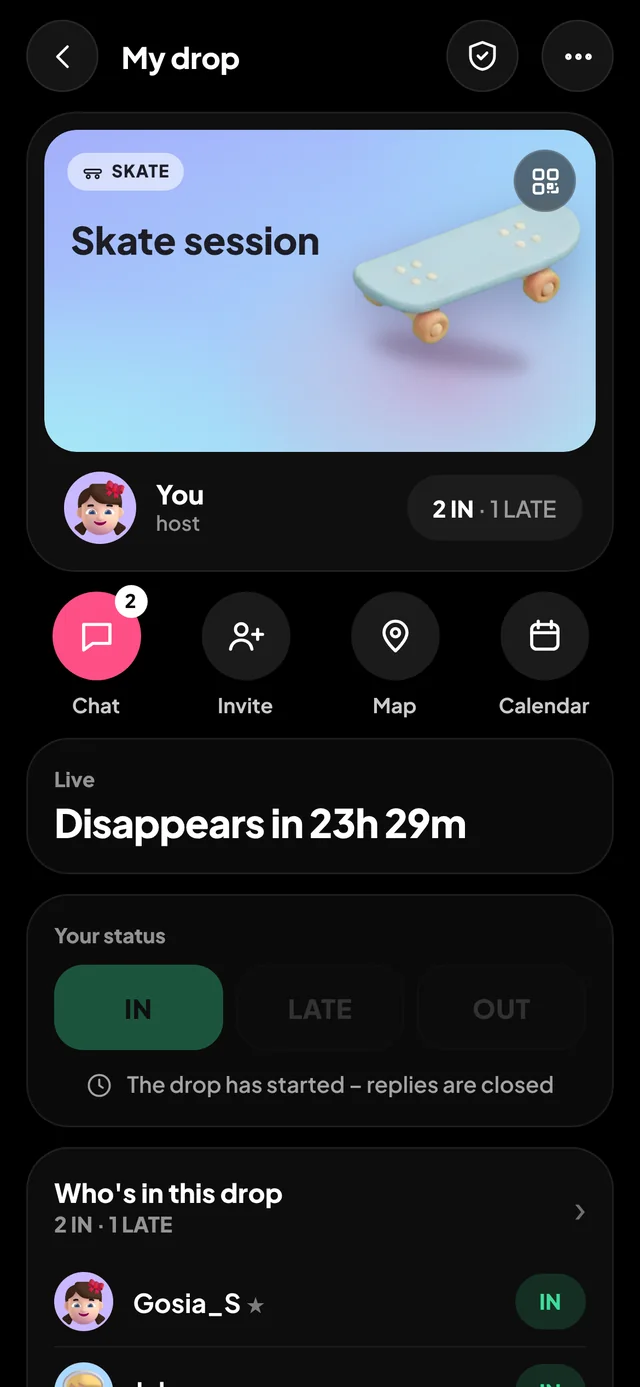 My drop
SKATE
Skate session
You
host
2 IN · 1 LATE
2
Chat
Invite
Map
Calendar
Live
Disappears in 23h 29m
Your status
IN
LATE
OUT
The drop has started – replies are closed
Who's in this drop
2 IN · 1 LATE
Gosia_S
IN
IN